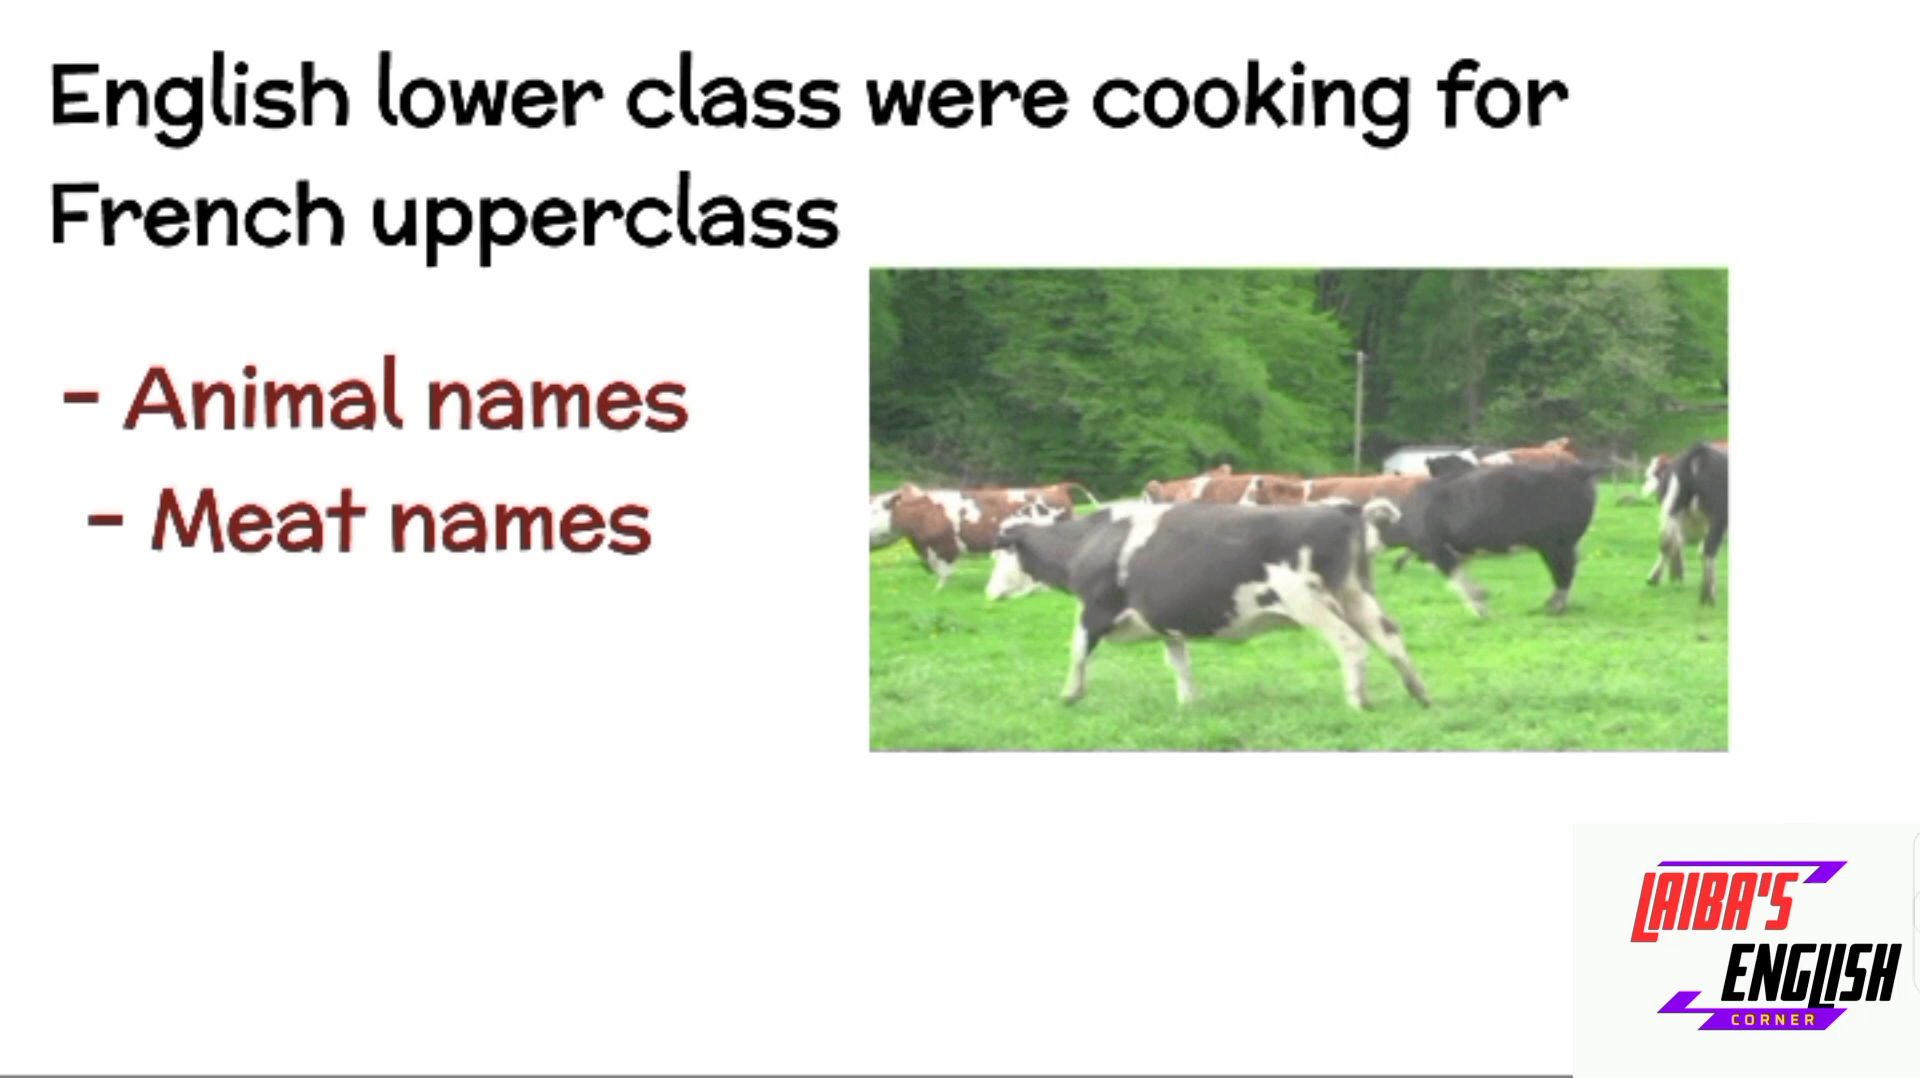 English lower class were cooking for
French upperclass
- Animal names
- Meat names
LAIBA'S
ENGLISH
CORNER